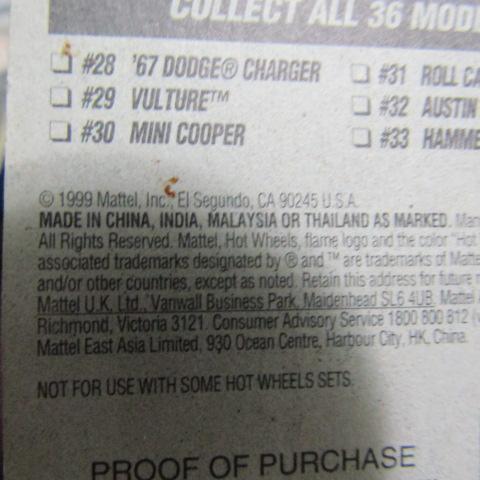 COLLECT ALL 36
#28 '67 DODGE® CHARGER
#31 ROLL
#29 VULTURE™
#32 AUSTIN
#30 MINI COOPER
#33
© 1999 Mattel, Inc., El Segundo, CA 90245 U.S.A.
MADE IN CHINA, INDIA, MALAYSIA OR THAILAND AS MARKED.
All Rights Reserved. Mattel, Hot Wheels, flame logo and the color "Hot
associated trademarks designated by ® and ™ are trademarks of
and/or other countries, except as noted. Retain this address for future
Mattel U.K. Ltd., Vanwall Business Park, Maidenhead SL6 4UB. Mattel
Richmond, Victoria 3121. Consumer Advisory Service 1800 800 812
Mattel East Asia Limited, 930 Ocean Centre, Harbour City, HK, China.
NOT FOR USE WITH SOME HOT WHEELS SETS.
PROOF OF PURCHASE